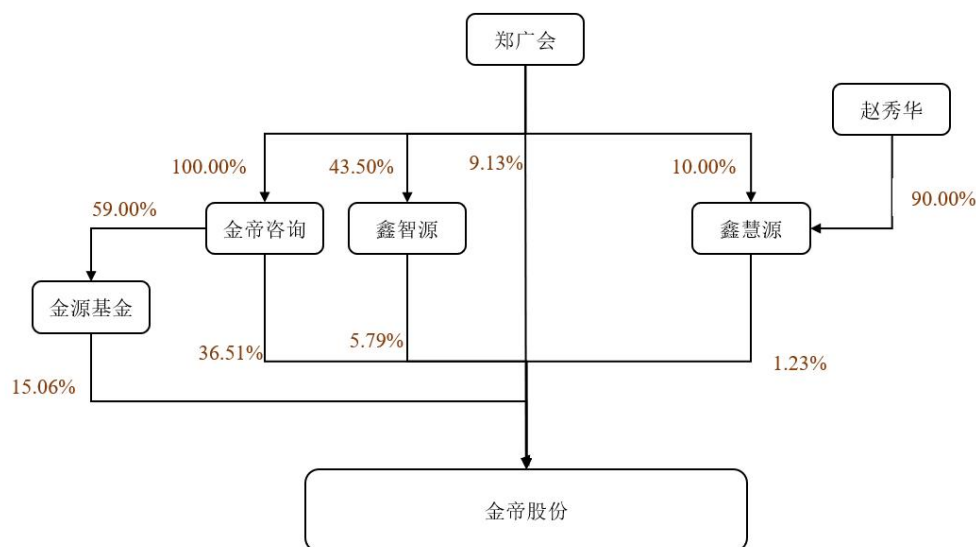 郑广会
赵秀华
100.00%
43.50%
9.13%
10.00%
90.00%
59.00%
金帝咨询
鑫智源
鑫慧源
金源基金
36.51%
5.79%
1.23%
15.06%
金帝股份